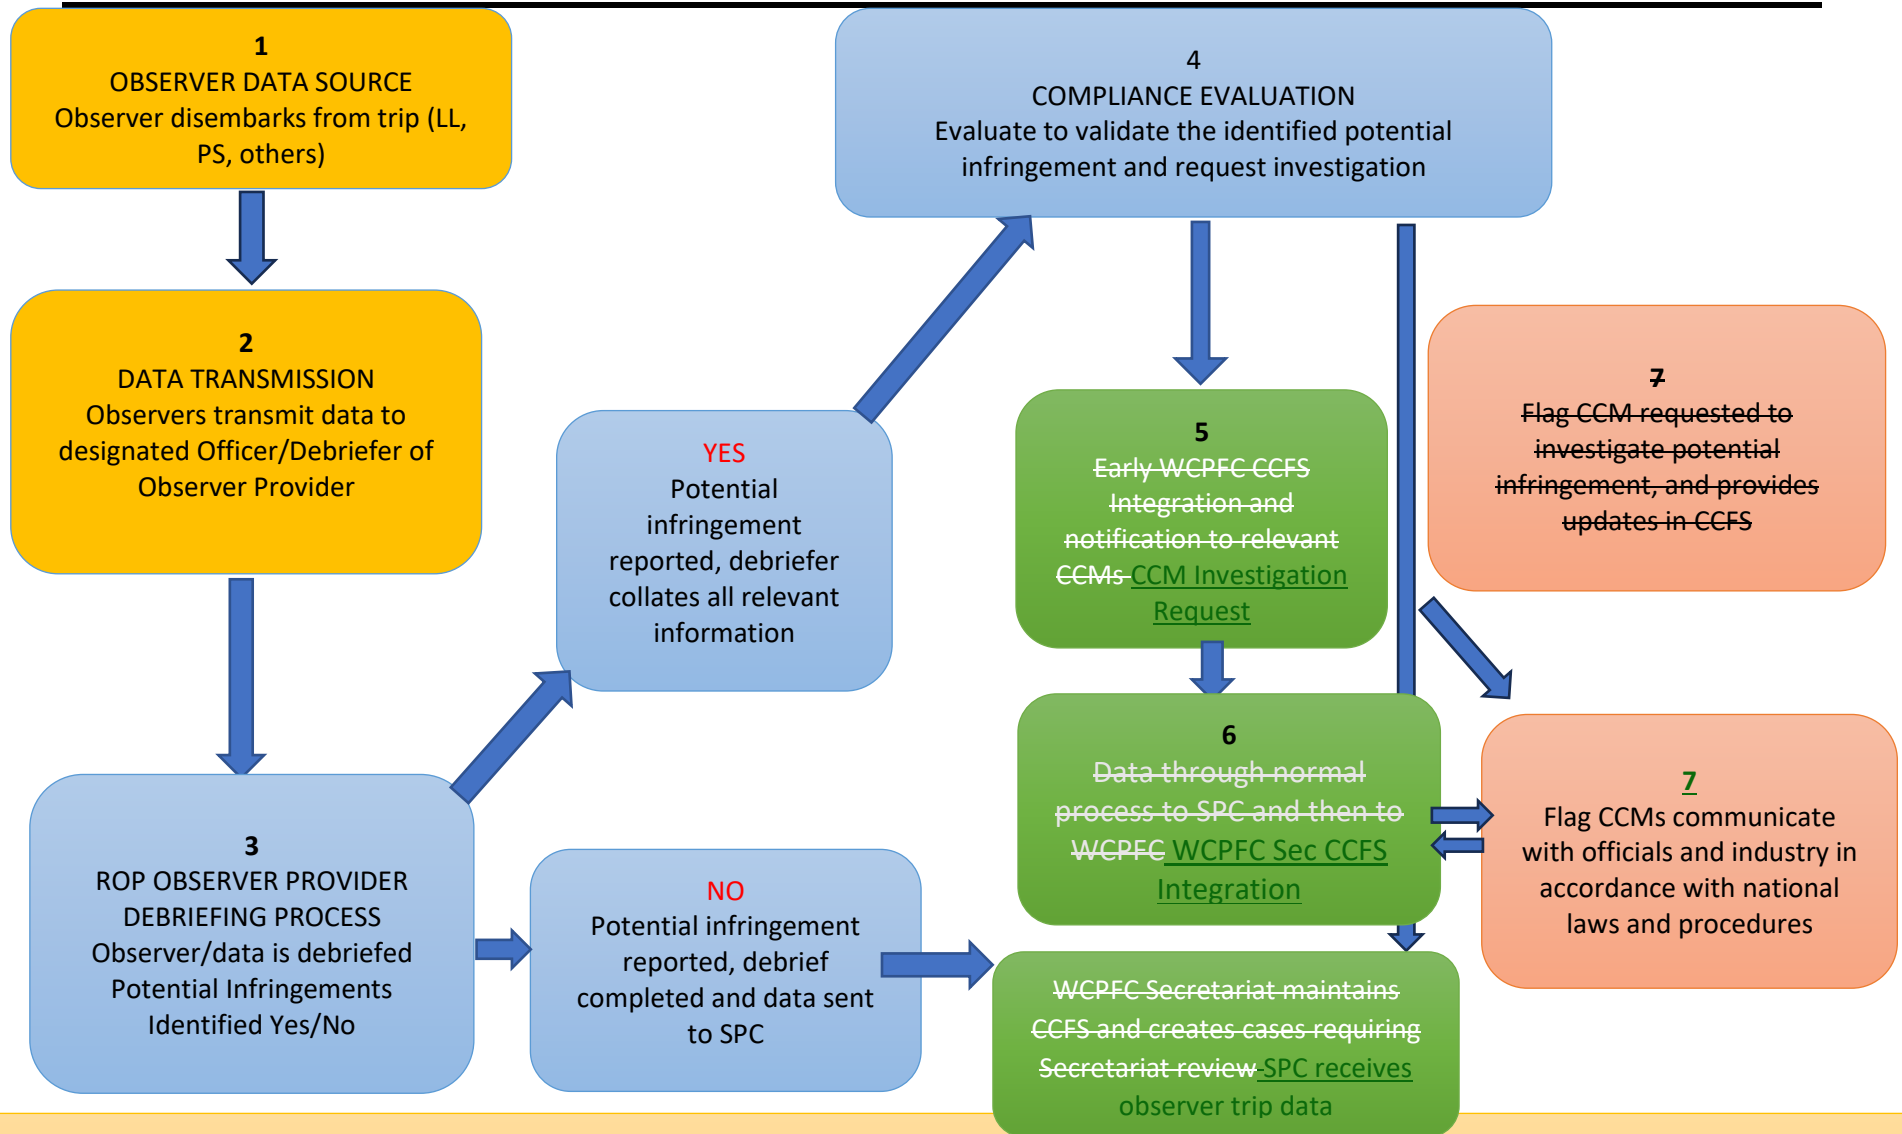 1
OBSERVER DATA SOURCE
Observer disembarks from trip (LL,
PS, others)
2
DATA TRANSMISSION
Observers transmit data to
designated Officer/Debriefer of
Observer Provider
3
ROP OBSERVER PROVIDER
DEBRIEFING PROCESS
Observer/data is debriefed
Potential Infringements
Identified Yes/No
YES
Potential
infringement
reported, debriefer
collates all relevant
information
NO
Potential infringement
reported, debrief
completed and data sent
to SPC
4
COMPLIANCE EVALUATION
Evaluate to validate the identified potential
infringement and request investigation
5
Early WCPFC CCFS
Integration and
notification to relevant
CCMs CCM Investigation
Request
6
Data through normal
process to SPC and then to
WCPFC WCPFC Sec CCFS
Integration
WCPFC Secretariat maintains
CCFS and creates cases requiring
Secretariat review SPC receives
observer trip data
7
Flag CCM requested to
investigate potential
infringement, and provides
updates in CCFS
7
Flag CCMs communicate
with officials and industry in
accordance with national
laws and procedures